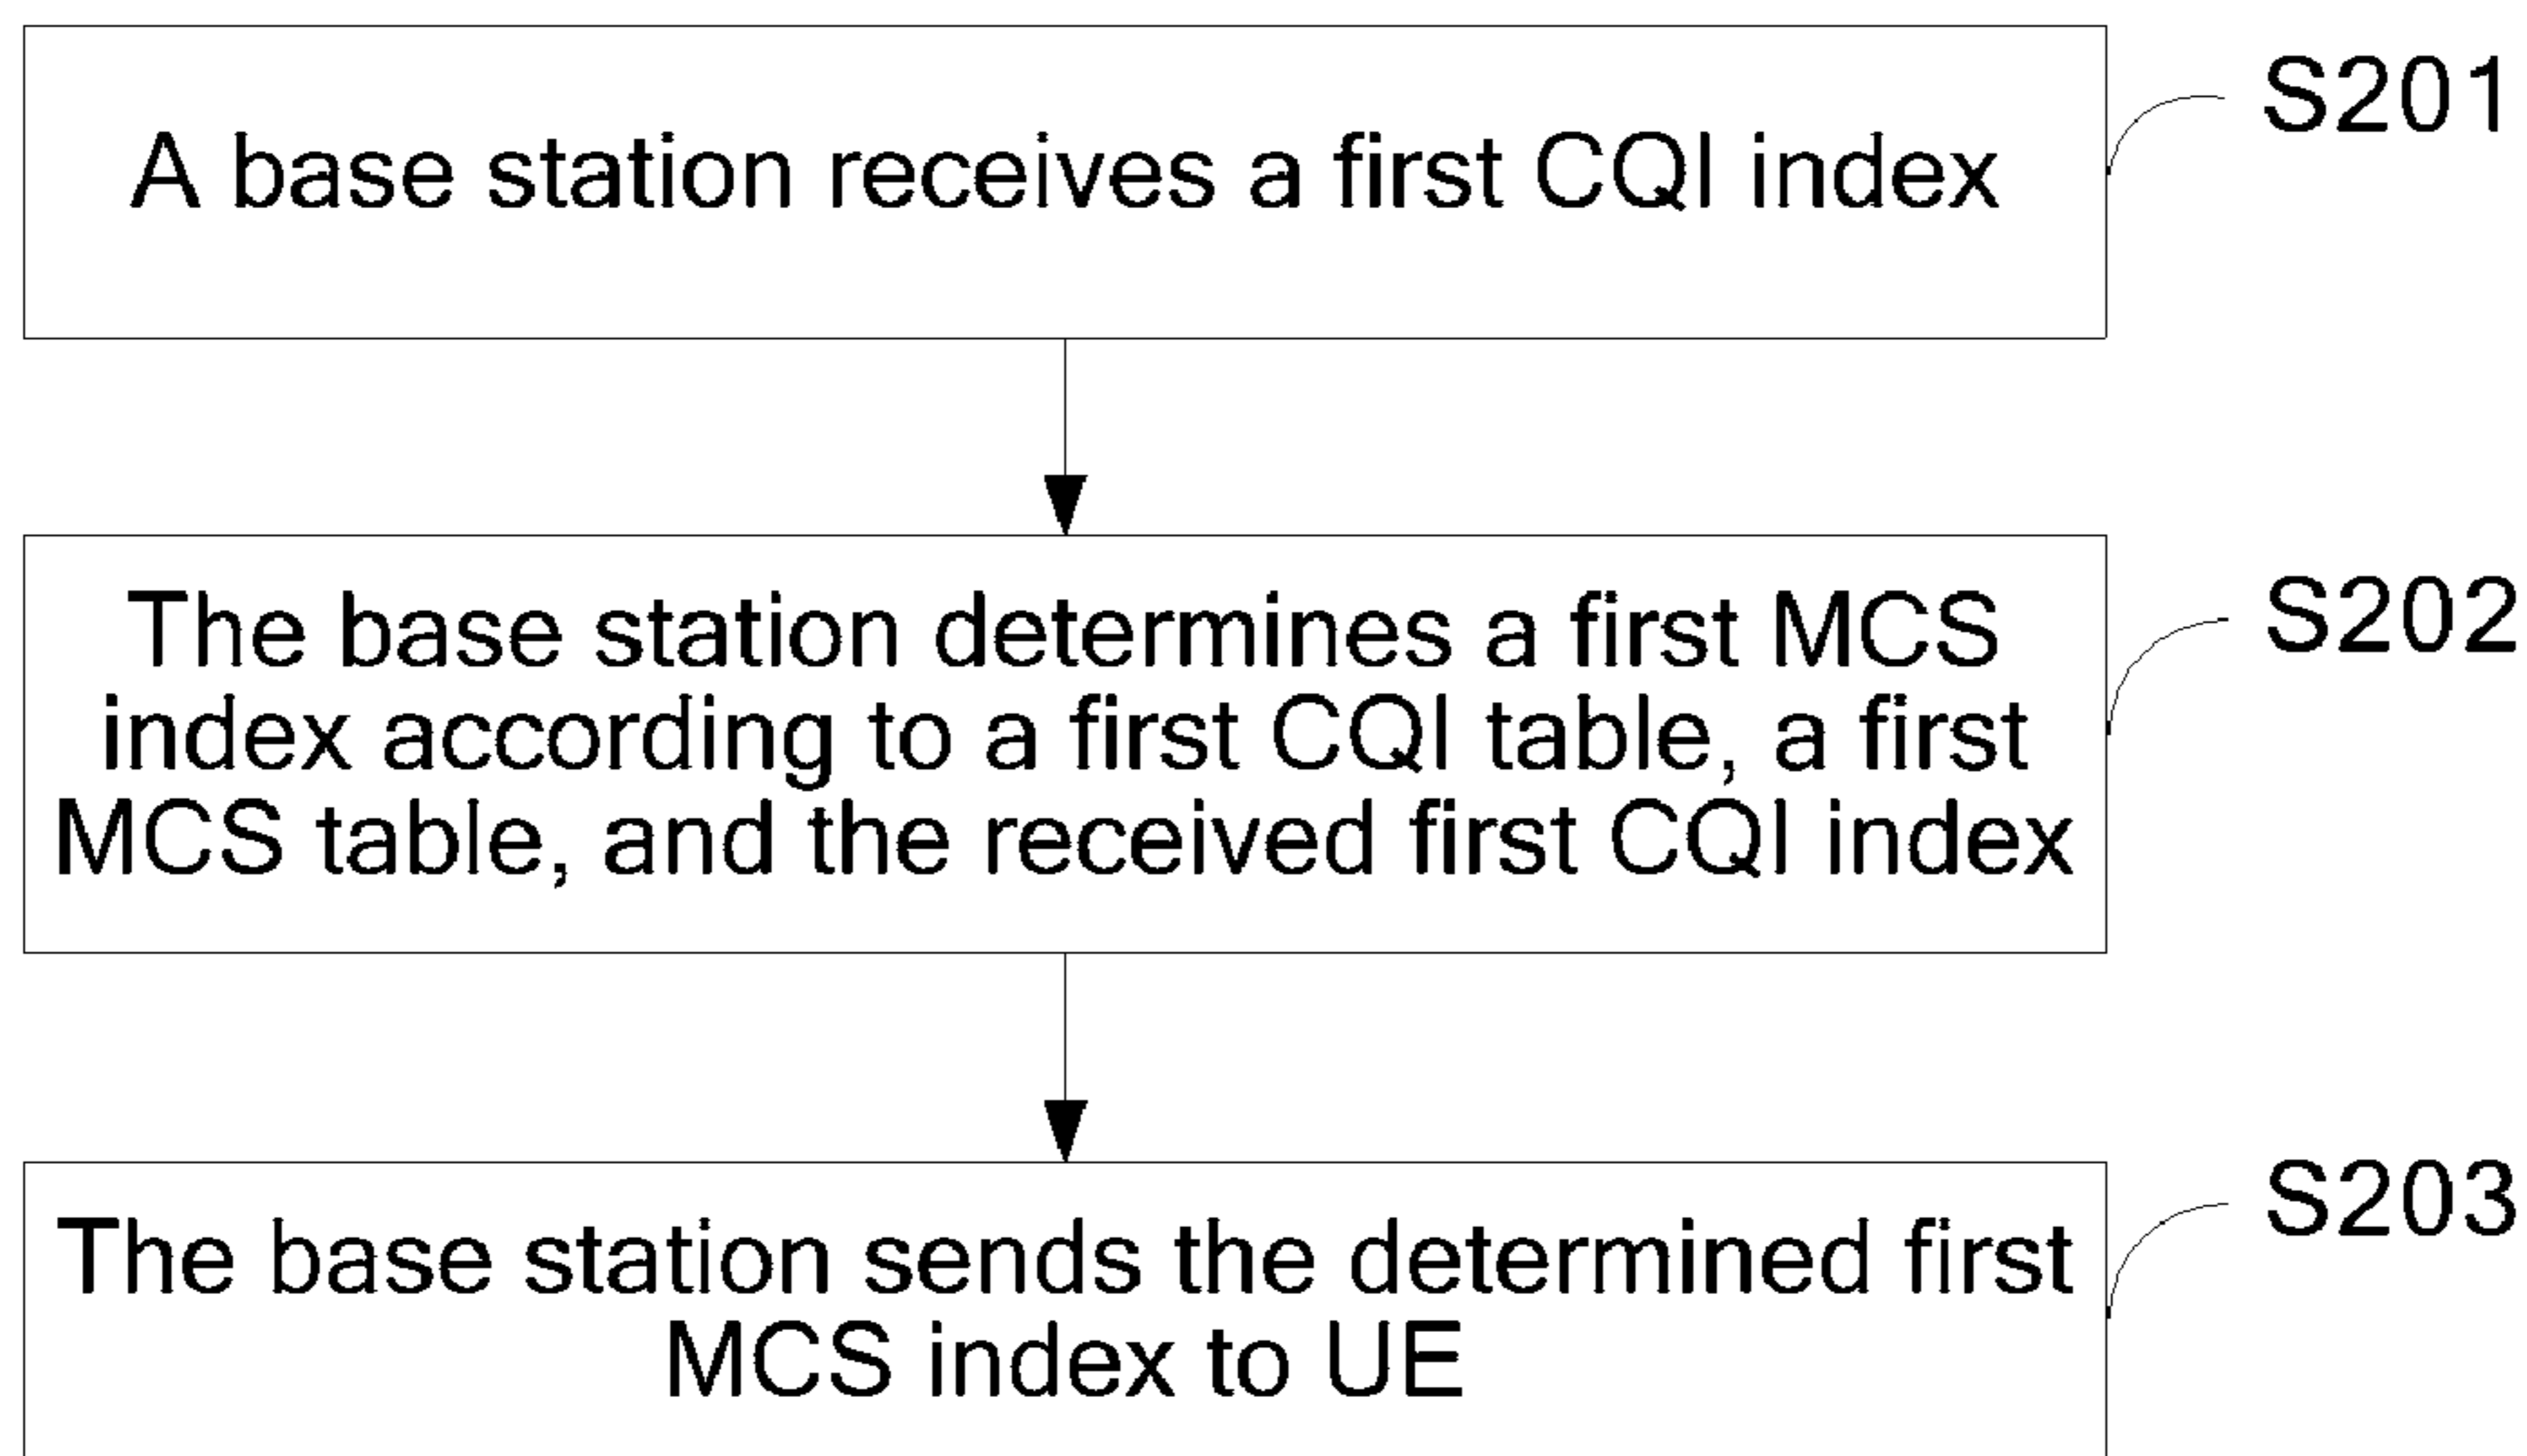 A base station receives a first CQI index
S201
The base station determines a first MCS
index according to a first CQI table, a first
MCS table, and the received first CQI index
S202
The base station sends the determined first
MCS index to UE
S203